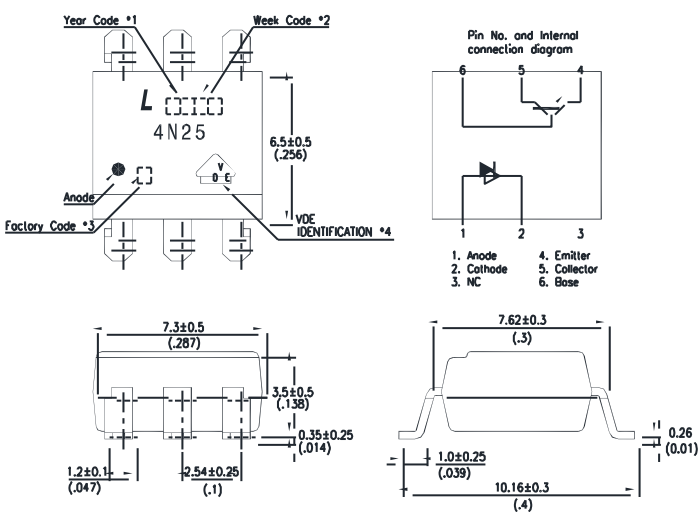 Year Code *1
Week Code *2
L
4N25
V
D E
Anode
Factory Code *3
VDE
IDENTIFICATION *4
6.5±0.5
(.256)
Pin No. and Internal
connection diagram
6 5 4
1 2 3
1. Anode
2. Cathode
3. NC
4. Emitter
5. Collector
6. Base
7.3±0.5
(.287)
3.5±0.5
(.138)
0.35±0.25
(.014)
1.2±0.1
(.047)
2.54±0.25
(.1)
7.62±0.3
(.3)
1.0±0.25
(.039)
0.26
(0.01)
10.16±0.3
(.4)